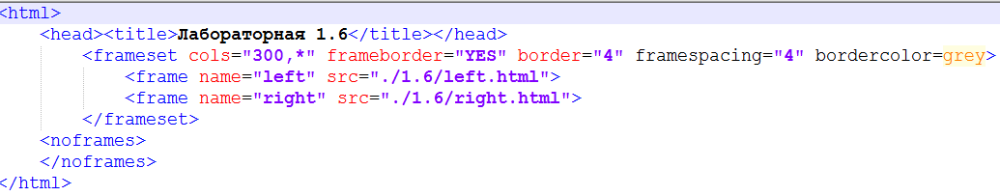 <html>
<head><title>Лабораторная 1.6</title></head>
<frameset cols="300,*" frameborder="YES" border="4" framespacing="4" bordercolor=grey>
<frame name="left" src="./1.6/left.html">
<frame name="right" src="./1.6/right.html">
</frameset>
<noframes>
</noframes>
</html>